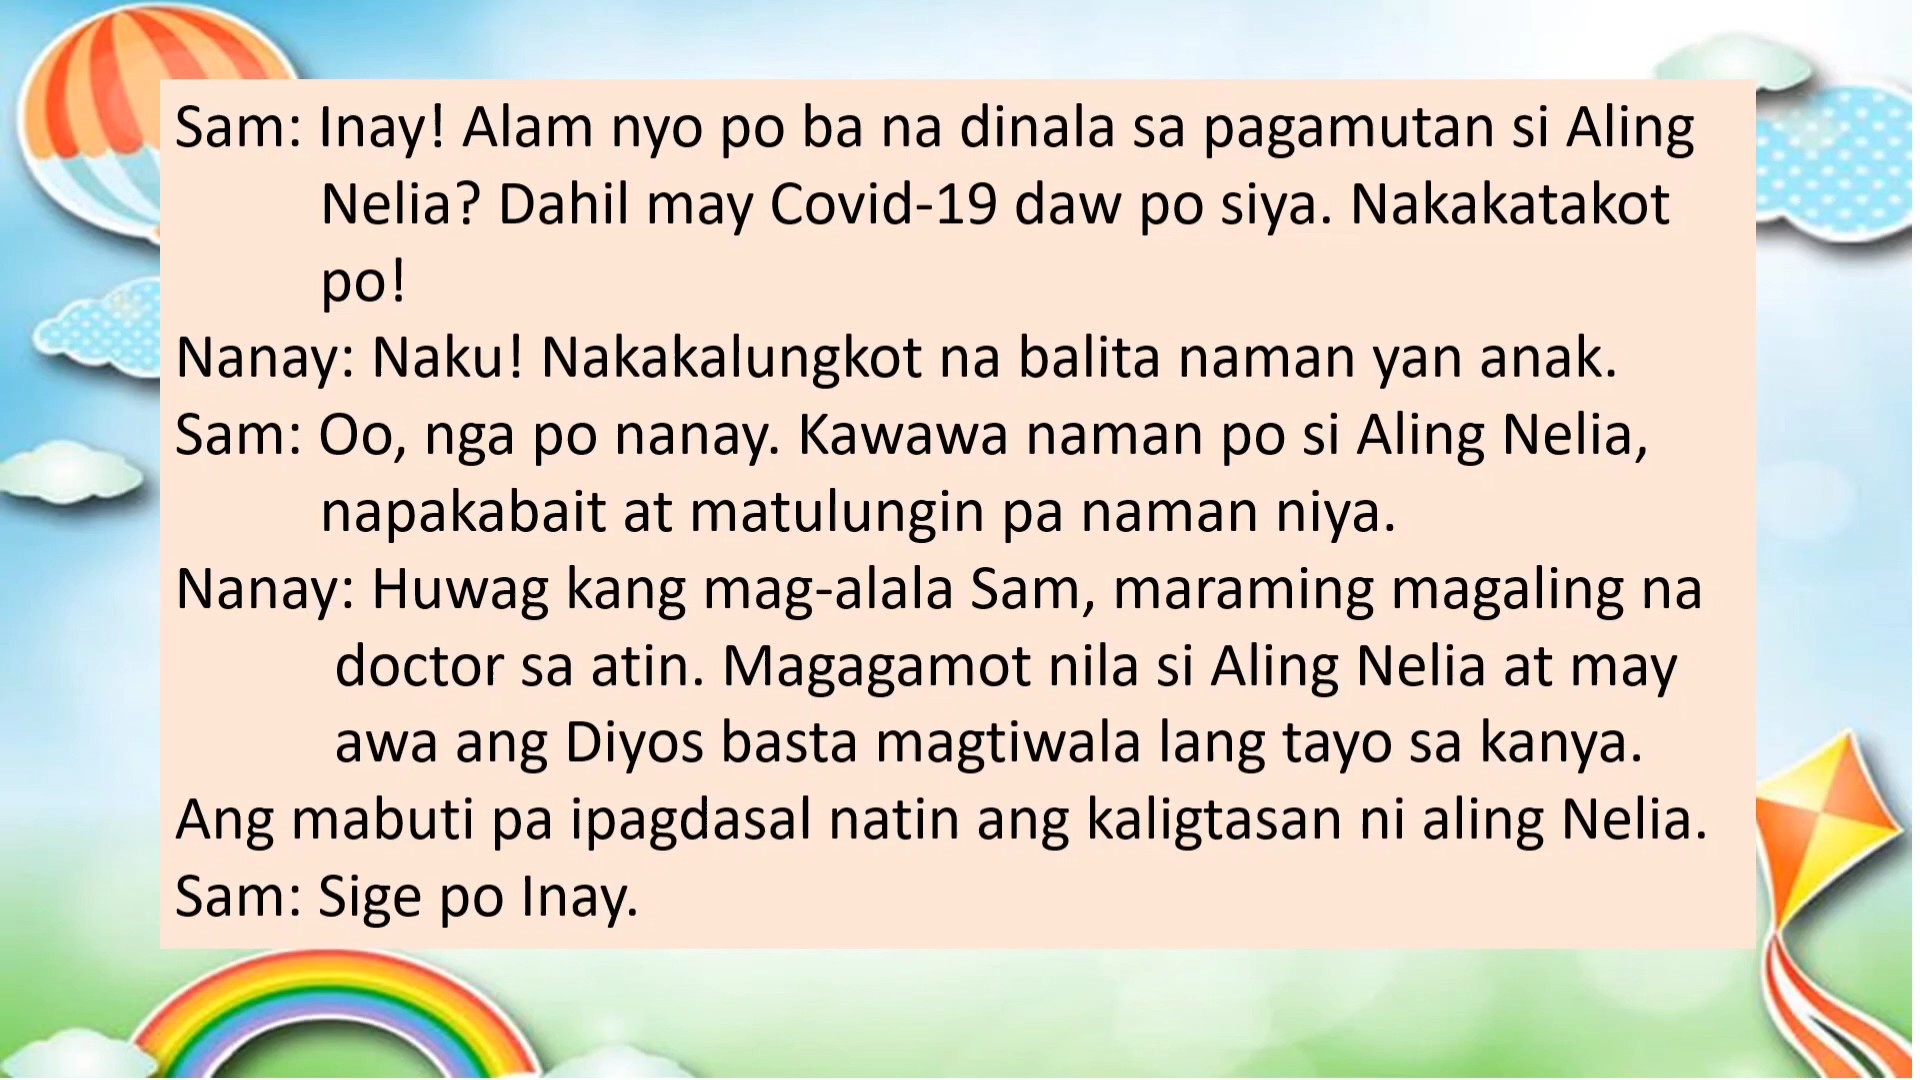 Sam: Inay! Alam nyo po ba na dinala sa pagamutan si Aling
Nelia? Dahil may Covid-19 daw po siya. Nakakatakot
po!
Nanay: Naku! Nakakalungkot na balita naman yan anak.
Sam: Oo, nga po nanay. Kawawa naman po si Aling Nelia,
napakabait at matulungin pa naman niya.
Nanay: Huwag kang mag-alala Sam, maraming magaling na
doctor sa atin. Magagamot nila si Aling Nelia at may
awa ang Diyos basta magtiwala lang tayo sa kanya.
Ang mabuti pa ipagdasal natin ang kaligtasan ni aling Nelia.
Sam: Sige po Inay.